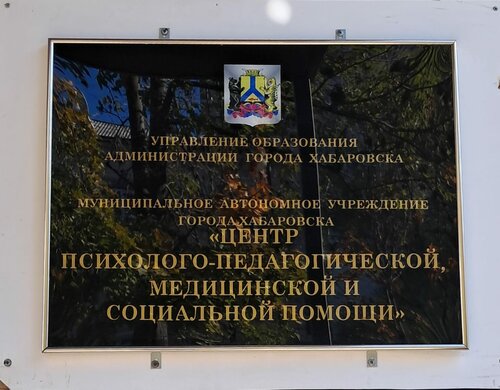 УПРАВЛЕНИЕ ОБРАЗОВАНИЯ
АДМИНИСТРАЦИИ ГОРОДА ХАБАРОВСКА
МУНИЦИПАЛЬНОЕ АВТОНОМНОЕ УЧРЕЖДЕНИЕ
ГОРОДА ХАБАРОВСКА
«ЦЕНТР
ПСИХОЛОГО-ПЕДАГОГИЧЕСКОЙ,
МЕДИЦИНСКОЙ И
СОЦИАЛЬНОЙ ПОМОЩИ»